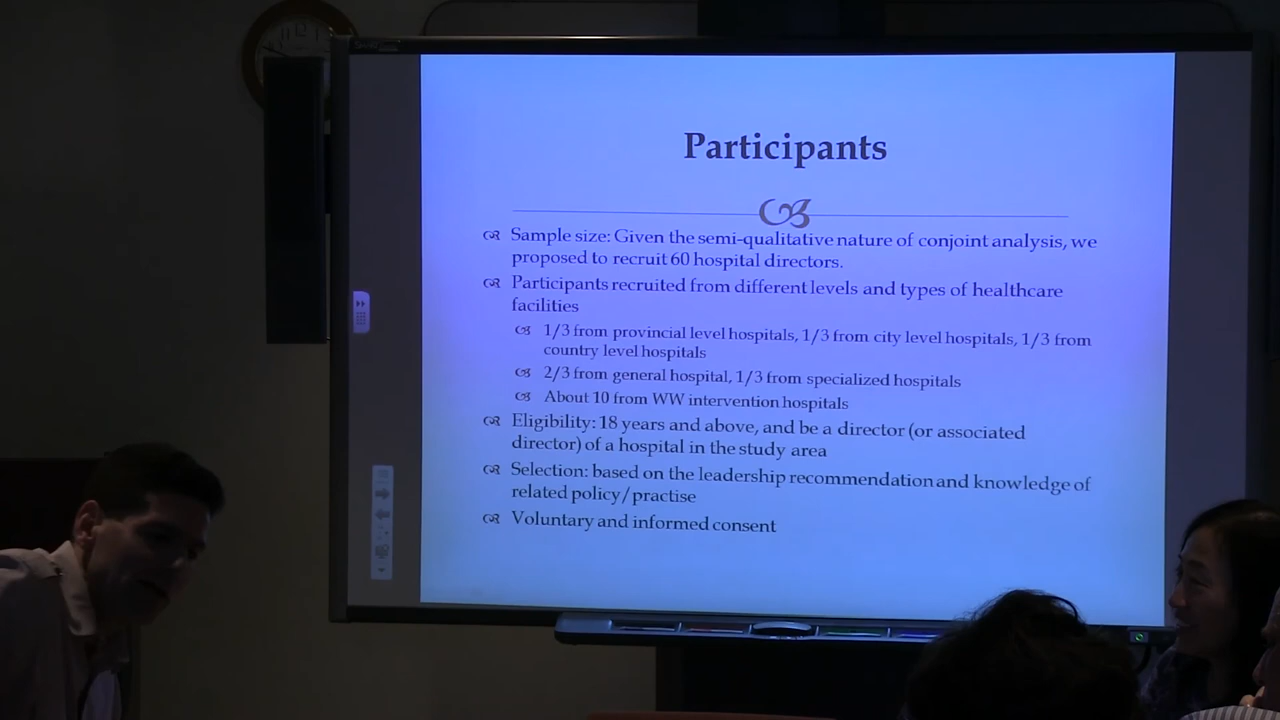 SMART
12
Participants
Sample size: Given the semi-qualitative nature of conjoint analysis, we
proposed to recruit 60 hospital directors.
Participants recruited from different levels and types of healthcare
facilities
1/3 from provincial level hospitals, 1/3 from city level hospitals, 1/3 from
country level hospitals
2/3 from general hospital, 1/3 from specialized hospitals
About 10 from WW intervention hospitals
Eligibility: 18 years and above, and be a director (or associated
director) of a hospital in the study area
Selection: based on the leadership recommendation and knowledge of
related policy/practise
Voluntary and informed consent